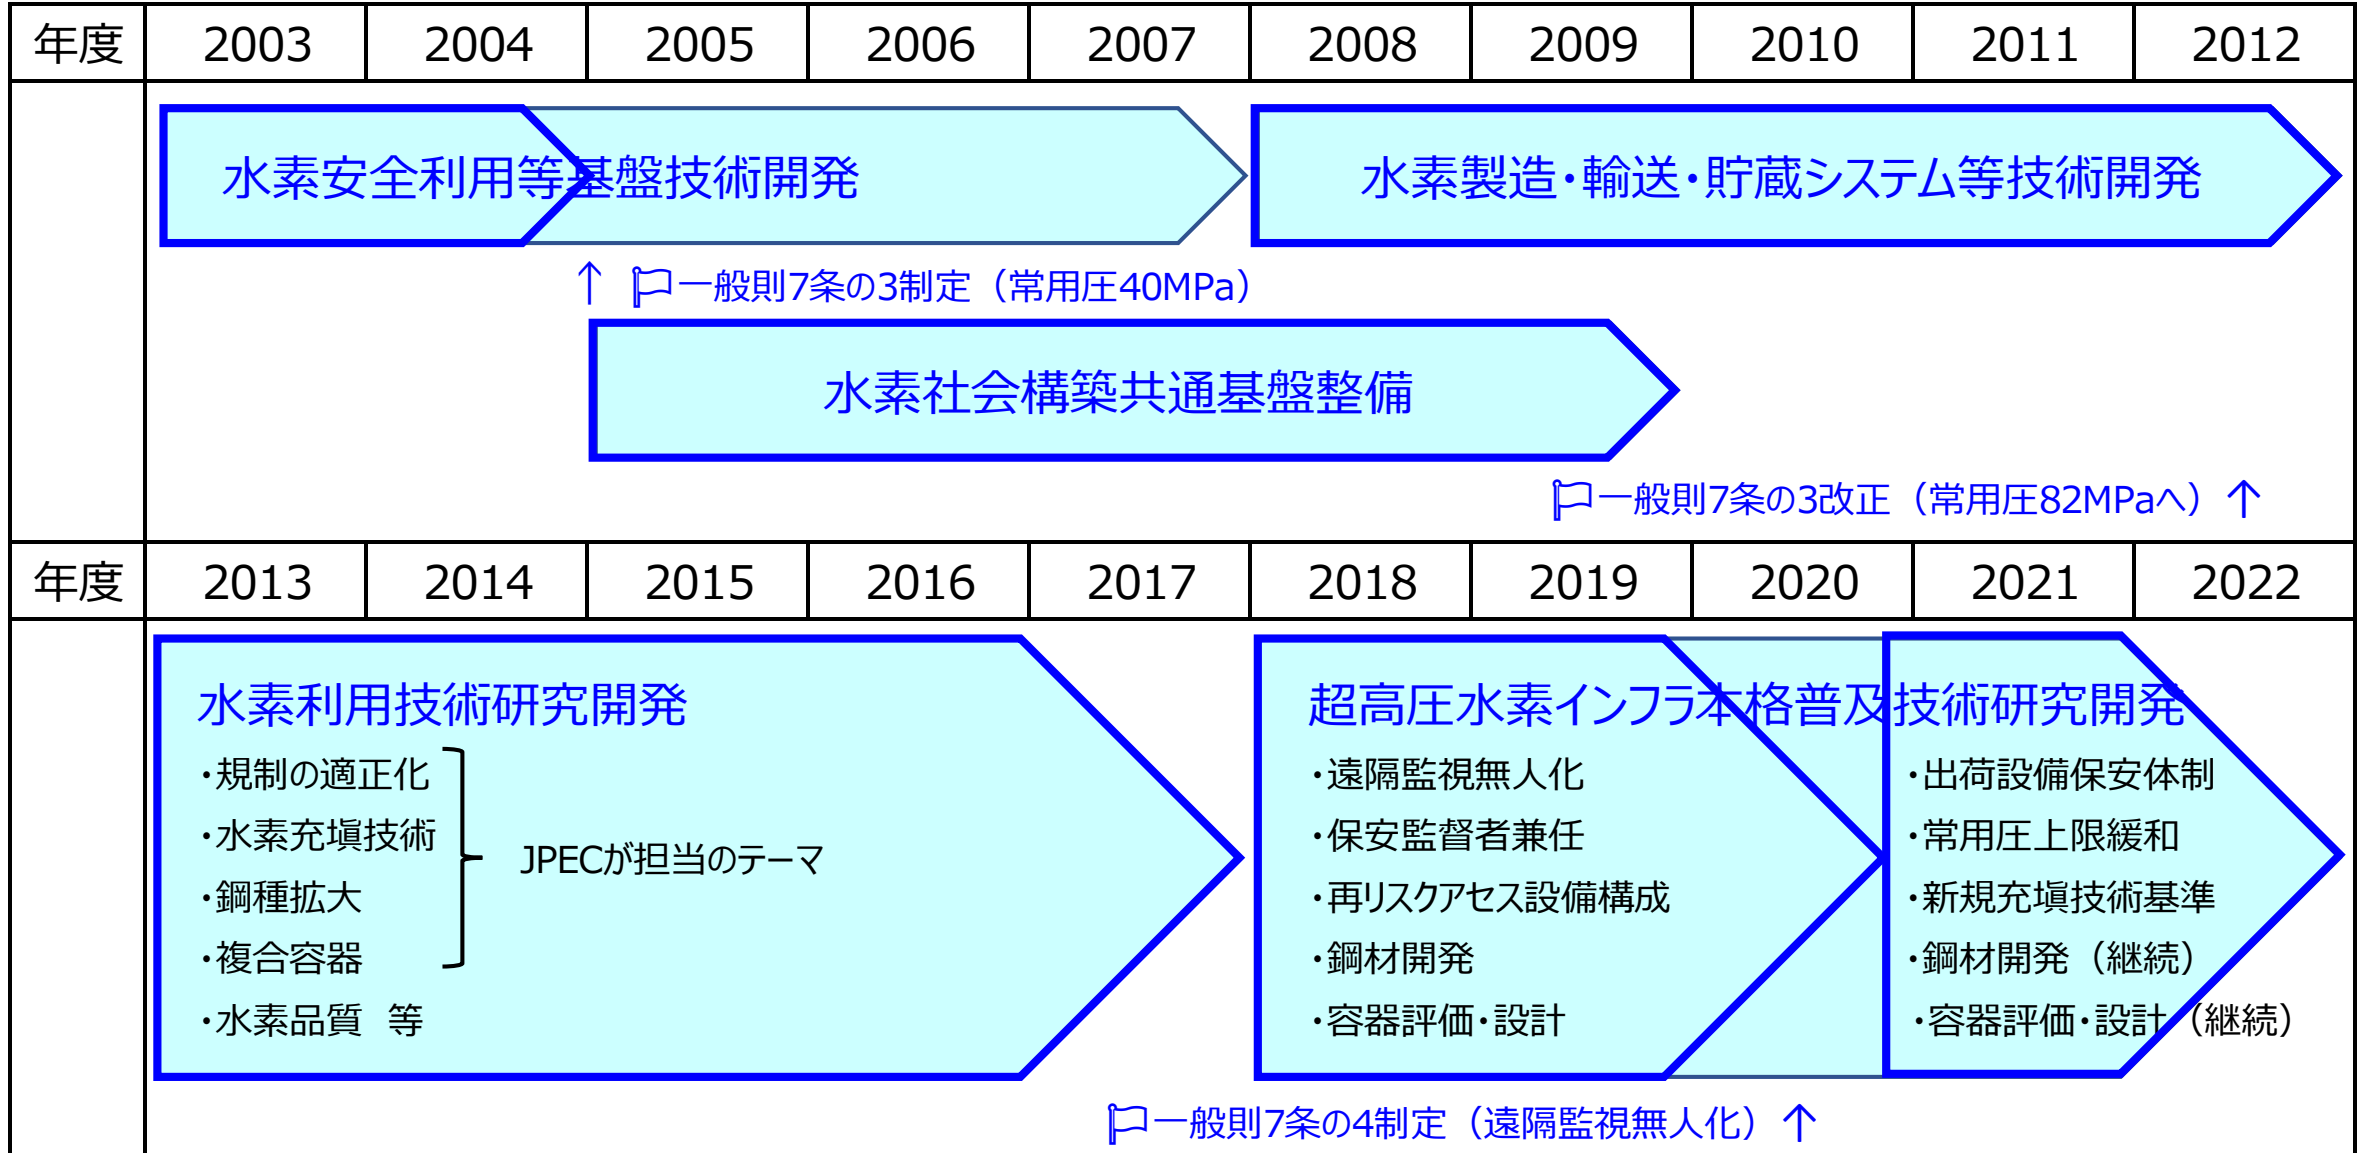 年度 2003 2004 2005 2006 2007 2008 2009 2010 2011 2012
水素安全利用等基盤技術開発
水素製造・輸送・貯蔵システム等技術開発
↑ 一般則7条の3制定（常用圧40MPa）
水素社会構築共通基盤整備
一般則7条の3改正（常用圧82MPaへ）↑
年度 2013 2014 2015 2016 2017 2018 2019 2020 2021 2022
水素利用技術研究開発
・規制の適正化
・水素充塡技術
・鋼種拡大
・複合容器
・水素品質 等
JPECが担当のテーマ
超高圧水素インフラ本格普及技術研究開発
・遠隔監視無人化
・保安監督者兼任
・再リスクアセス設備構成
・鋼材開発
・容器評価・設計
・出荷設備保安体制
・常用圧上限緩和
・新規充塡技術基準
・鋼材開発（継続）
・容器評価・設計（継続）
一般則7条の4制定（遠隔監視無人化）↑